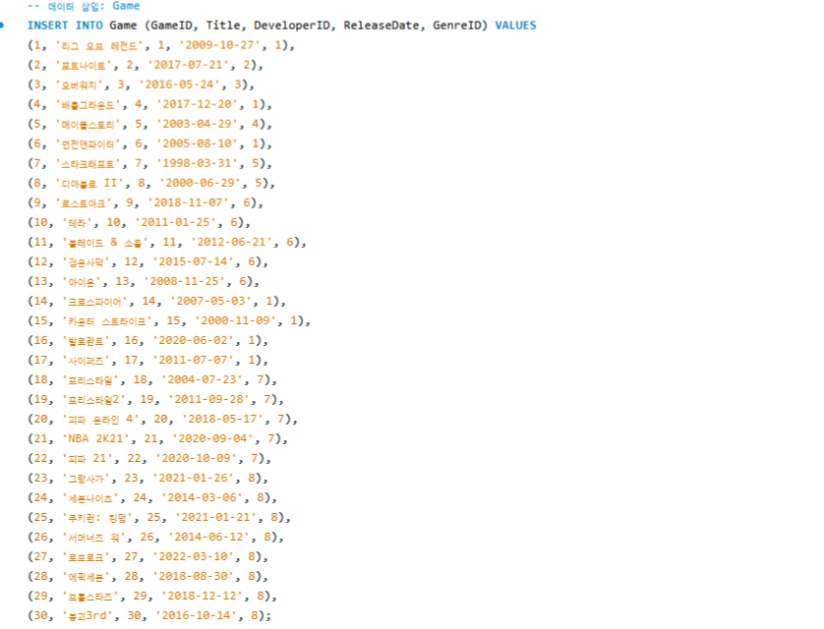 -- 데이터 삽입: Game
INSERT INTO Game (GameID, Title, DeveloperID, ReleaseDate, GenreID) VALUES
(1, '리그 오브 레전드', 1, '2009-10-27', 1),
(2, '포트나이트', 2, '2017-07-21', 2),
(3, '오버워치', 3, '2016-05-24', 3),
(4, '배틀그라운드', 4, '2017-12-20', 1),
(5, '메이플스토리', 5, '2003-04-29', 4),
(6, '던전앤파이터', 6, '2005-08-10', 1),
(7, '스타크래프트', 7, '1998-03-31', 5),
(8, '디아블로 II', 8, '2000-06-29', 5),
(9, '로스트아크', 9, '2018-11-07', 6),
(10, '테라', 10, '2011-01-25', 6),
(11, '블레이드 & 소울', 11, '2012-06-21', 6),
(12, '검은사막', 12, '2015-07-14', 6),
(13, '아이온', 13, '2008-11-25', 6),
(14, '크로스파이어', 14, '2007-05-03', 1),
(15, '카운터 스트라이크', 15, '2000-11-09', 1),
(16, '발로란트', 16, '2020-06-02', 1),
(17, '사이퍼즈', 17, '2011-07-07', 1),
(18, '프리스타일', 18, '2004-07-23', 7),
(19, '프리스타일2', 19, '2011-09-28', 7),
(20, '피파 온라인 4', 20, '2018-05-17', 7),
(21, 'NBA 2K21', 21, '2020-09-04', 7),
(22, '피파 21', 22, '2020-10-09', 7),
(23, '그랑사가', 23, '2021-01-26', 8),
(24, '세븐나이츠', 24, '2014-03-06', 8),
(25, '쿠키런: 킹덤', 25, '2021-01-21', 8),
(26, '서머너즈 워', 26, '2014-06-12', 8),
(27, '', 27, '2022-03-10', 8),
(28, '에픽세븐', 28, '2018-08-30', 8),
(29, '브롤스타즈', 29, '2018-12-12', 8),
(30, '붕괴3rd', 30, '2016-10-14', 8);